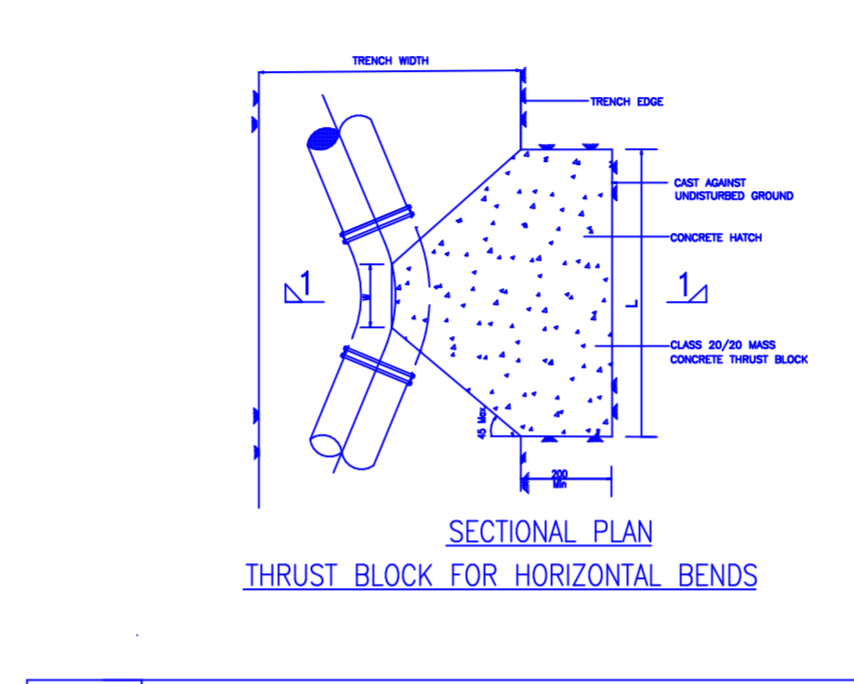 TRENCH WIDTH
TRENCH EDGE
CAST AGAINST
UNDISTURBED GROUND
CONCRETE HATCH
1
1
W
L
CLASS 20/20 MASS
CONCRETE THRUST BLOCK
45 Max
200
Min
SECTIONAL PLAN
THRUST BLOCK FOR HORIZONTAL BENDS